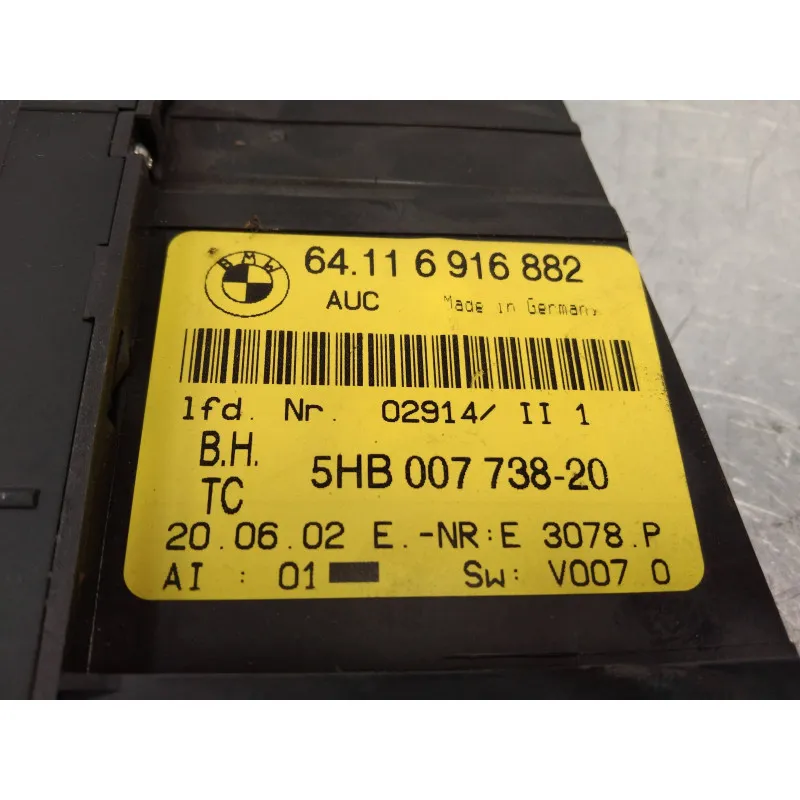 BMW
64.11 6 916 882
AUC Made in Germany
lfd. Nr. 02914/ II 1
B.H.
TC
5HB 007 738-20
20.06.02 E.-NR:E 3078.P
AI : 01 Sw: V007 0